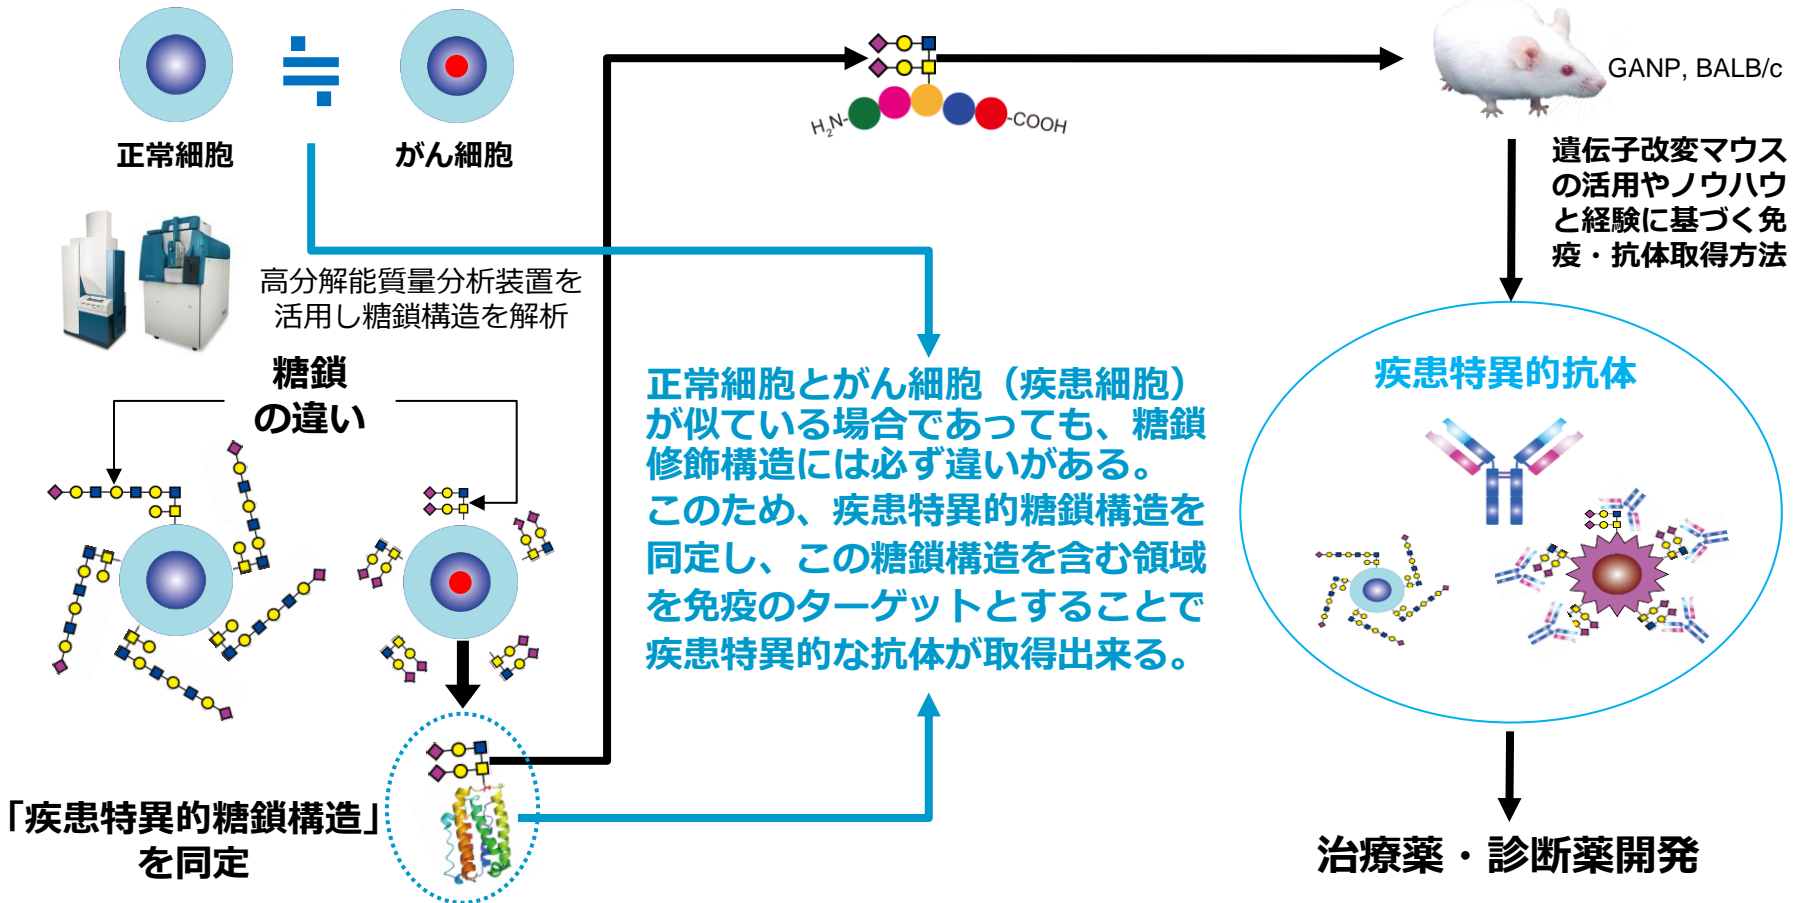 正常細胞
がん細胞
高分解能質量分析装置を
活用し糖鎖構造を解析
糖鎖
の違い
「疾患特異的糖鎖構造」
を同定
H2N-
-COOH
正常細胞とがん細胞（疾患細胞）
が似ている場合であっても、糖鎖
修飾構造には必ず違いがある。
このため、疾患特異的糖鎖構造を
同定し、この糖鎖構造を含む領域
を免疫のターゲットとすることで
疾患特異的な抗体が取得出来る。
GANP, BALB/c
遺伝子改変マウス
の活用やノウハウ
と経験に基づく免
疫・抗体取得方法
疾患特異的抗体
治療薬・診断薬開発